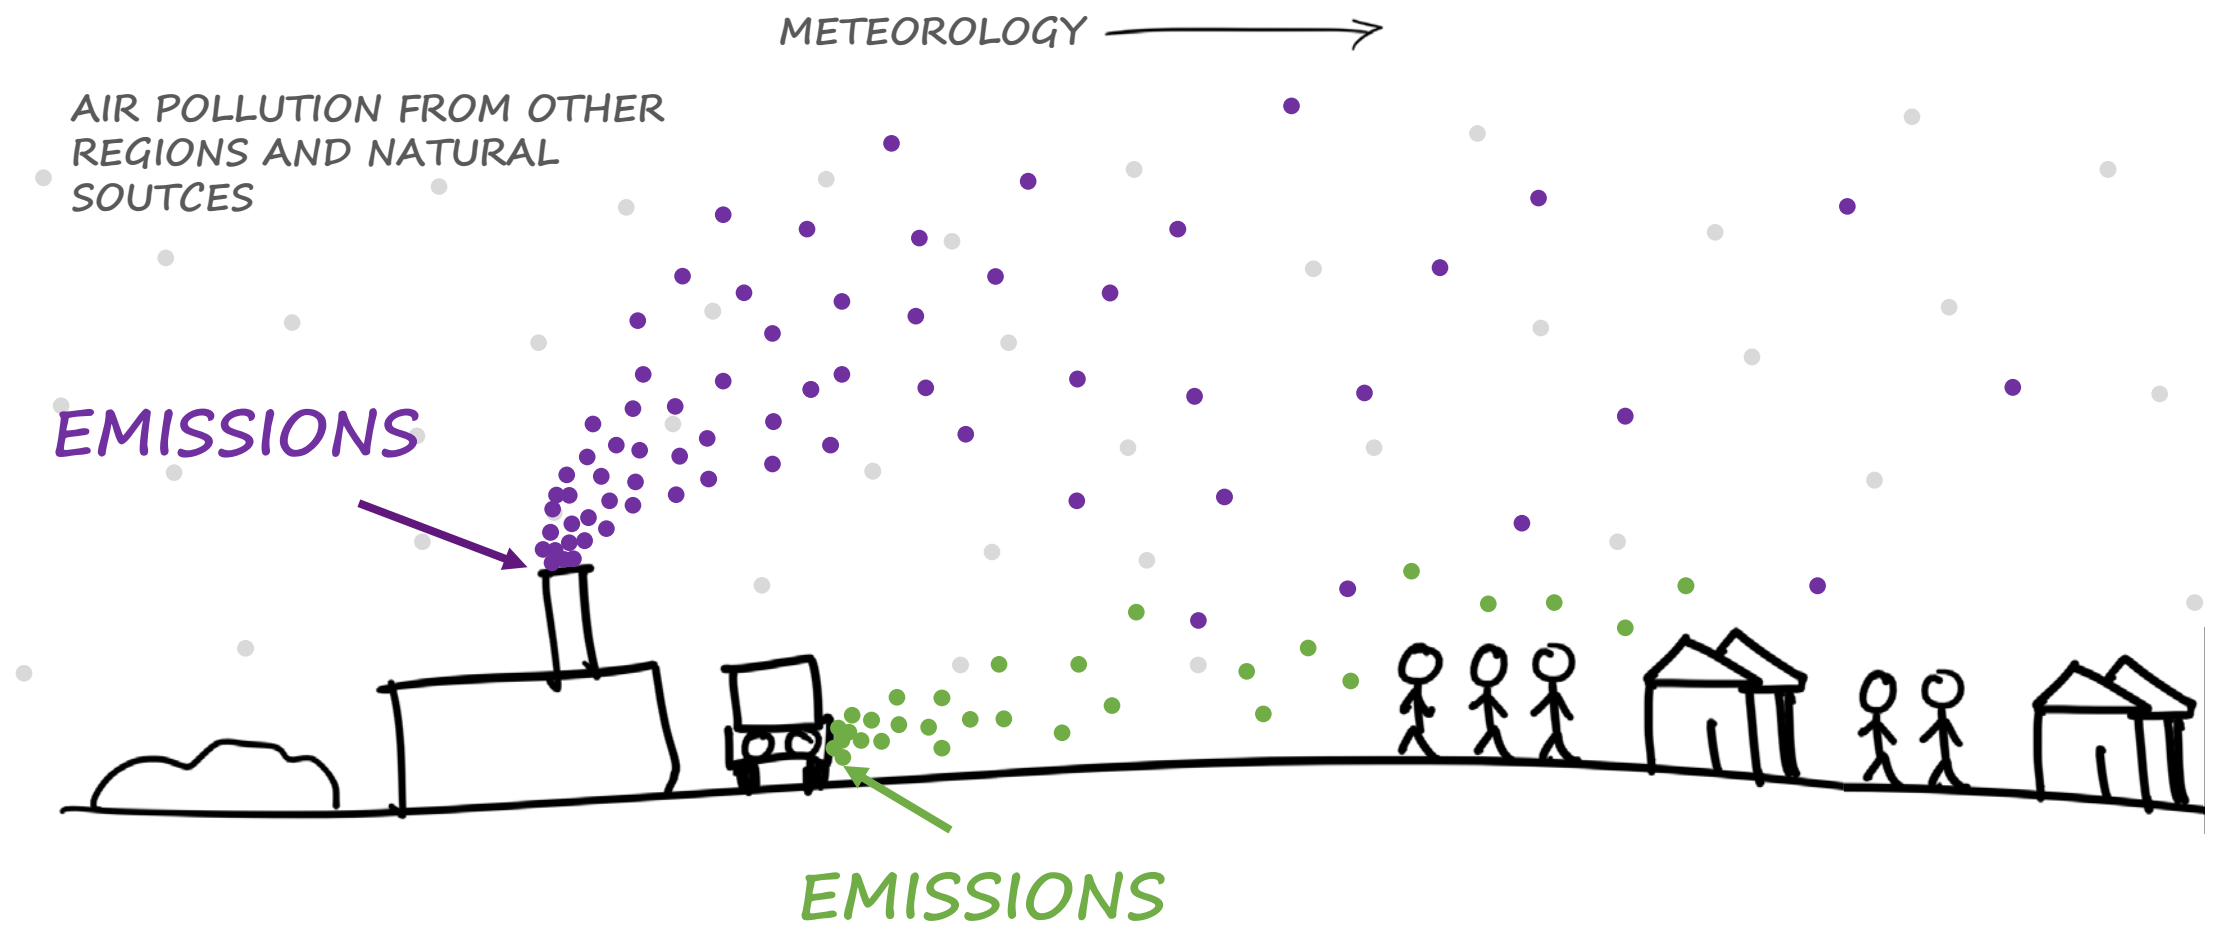 METEOROLOGY
AIR POLLUTION FROM OTHER
REGIONS AND NATURAL
SOUTCES
EMISSIONS
EMISSIONS